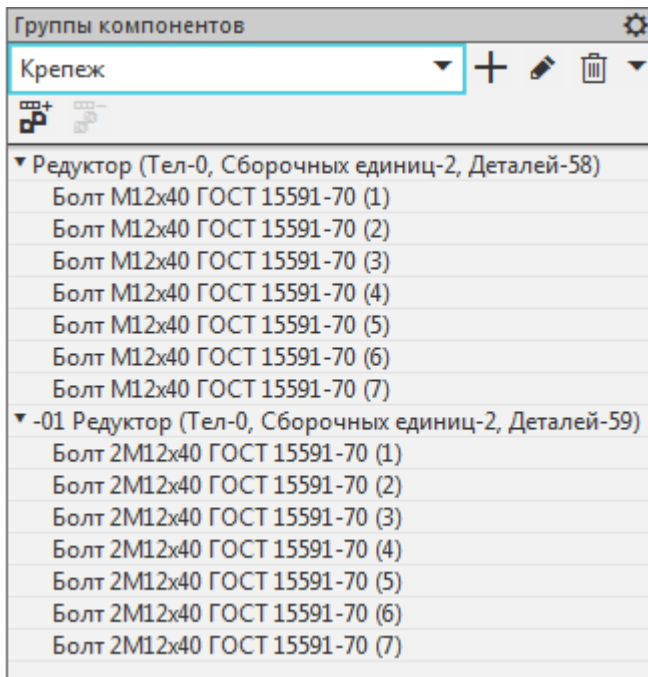 Группы компонентов
Крепеж
Редуктор (Тел-0, Сборочных единиц-2, Деталей-58)
Болт М12х40 ГОСТ 15591-70 (1)
Болт М12х40 ГОСТ 15591-70 (2)
Болт М12х40 ГОСТ 15591-70 (3)
Болт М12х40 ГОСТ 15591-70 (4)
Болт М12х40 ГОСТ 15591-70 (5)
Болт М12х40 ГОСТ 15591-70 (6)
Болт М12х40 ГОСТ 15591-70 (7)
-01 Редуктор (Тел-0, Сборочных единиц-2, Деталей-59)
Болт 2М12х40 ГОСТ 15591-70 (1)
Болт 2М12х40 ГОСТ 15591-70 (2)
Болт 2М12х40 ГОСТ 15591-70 (3)
Болт 2М12х40 ГОСТ 15591-70 (4)
Болт 2М12х40 ГОСТ 15591-70 (5)
Болт 2М12х40 ГОСТ 15591-70 (6)
Болт 2М12х40 ГОСТ 15591-70 (7)